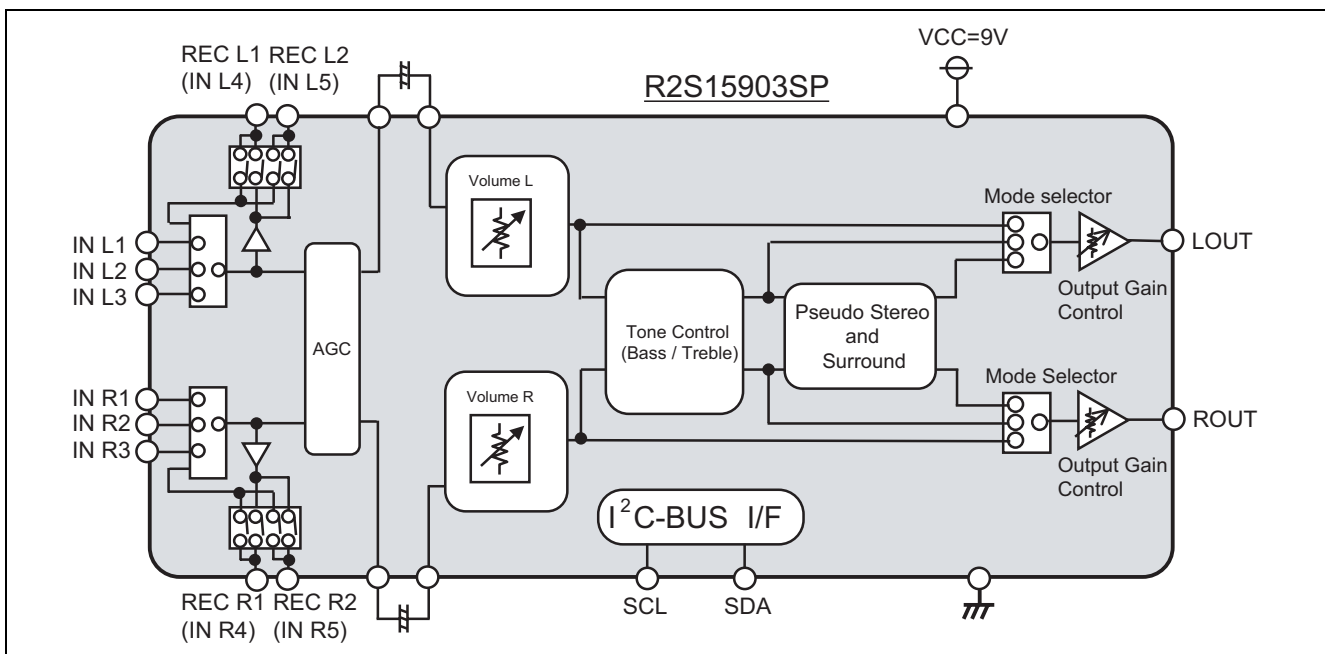 REC L1 REC L2
(IN L4) (IN L5)
VCC=9V
R2S15903SP
Volume L
Mode selector
IN L1
IN L2
IN L3
LOUT
Output Gain
Control
AGC
Tone Control
(Bass / Treble)
Pseudo Stereo
and
Surround
IN R1
IN R2
IN R3
Volume R
Mode Selector
ROUT
Output Gain
Control
I²C-BUS I/F
REC R1 REC R2
(IN R4) (IN R5)
SCL
SDA